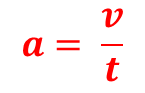 a = v/t